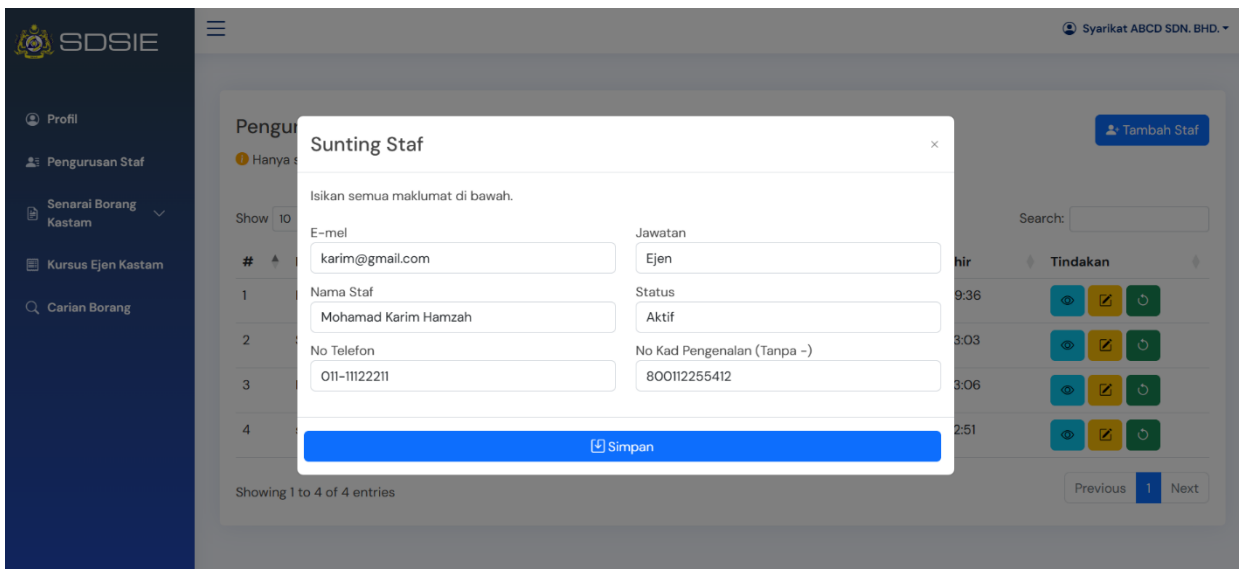 SDSIE
Syarikat ABCD SDN. BHD.
Profil
Pengurusan Staf
Senarai Borang
Kastam
Kursus Ejen Kastam
Carian Borang
Tambah Staf
Hanya
Show 10
Search:
Sunting Staf
×
Isikan semua maklumat di bawah.
E-mel
Jawatan
karim@gmail.com
Ejen
Nama Staf
Status
Mohamad Karim Hamzah
Aktif
No Telefon
No Kad Pengenalan (Tanpa -)
011-11122211
800112255412
Simpan
# Tindakan
1 9:36
2 3:03
3 3:06
4 2:51
Showing 1 to 4 of 4 entries
Previous 1 Next